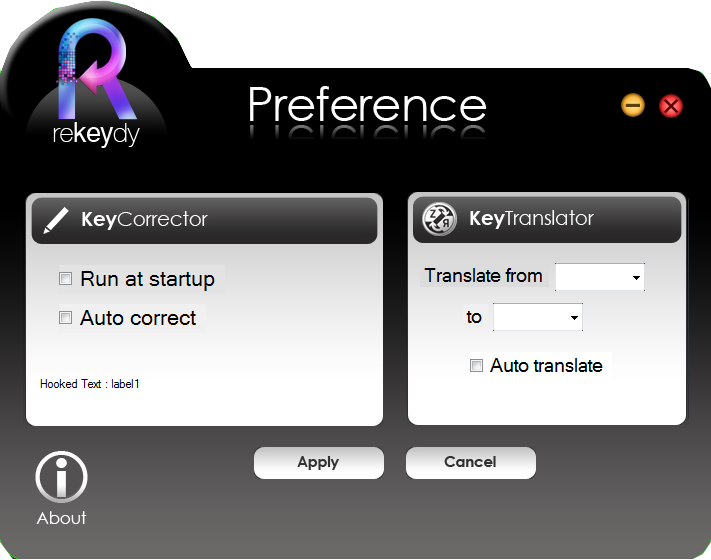 rekeydy
Preference
KeyCorrector
Run at startup
Auto correct
Hooked Text : label1
KeyTranslator
Translate from
to
Auto translate
Apply
Cancel
About